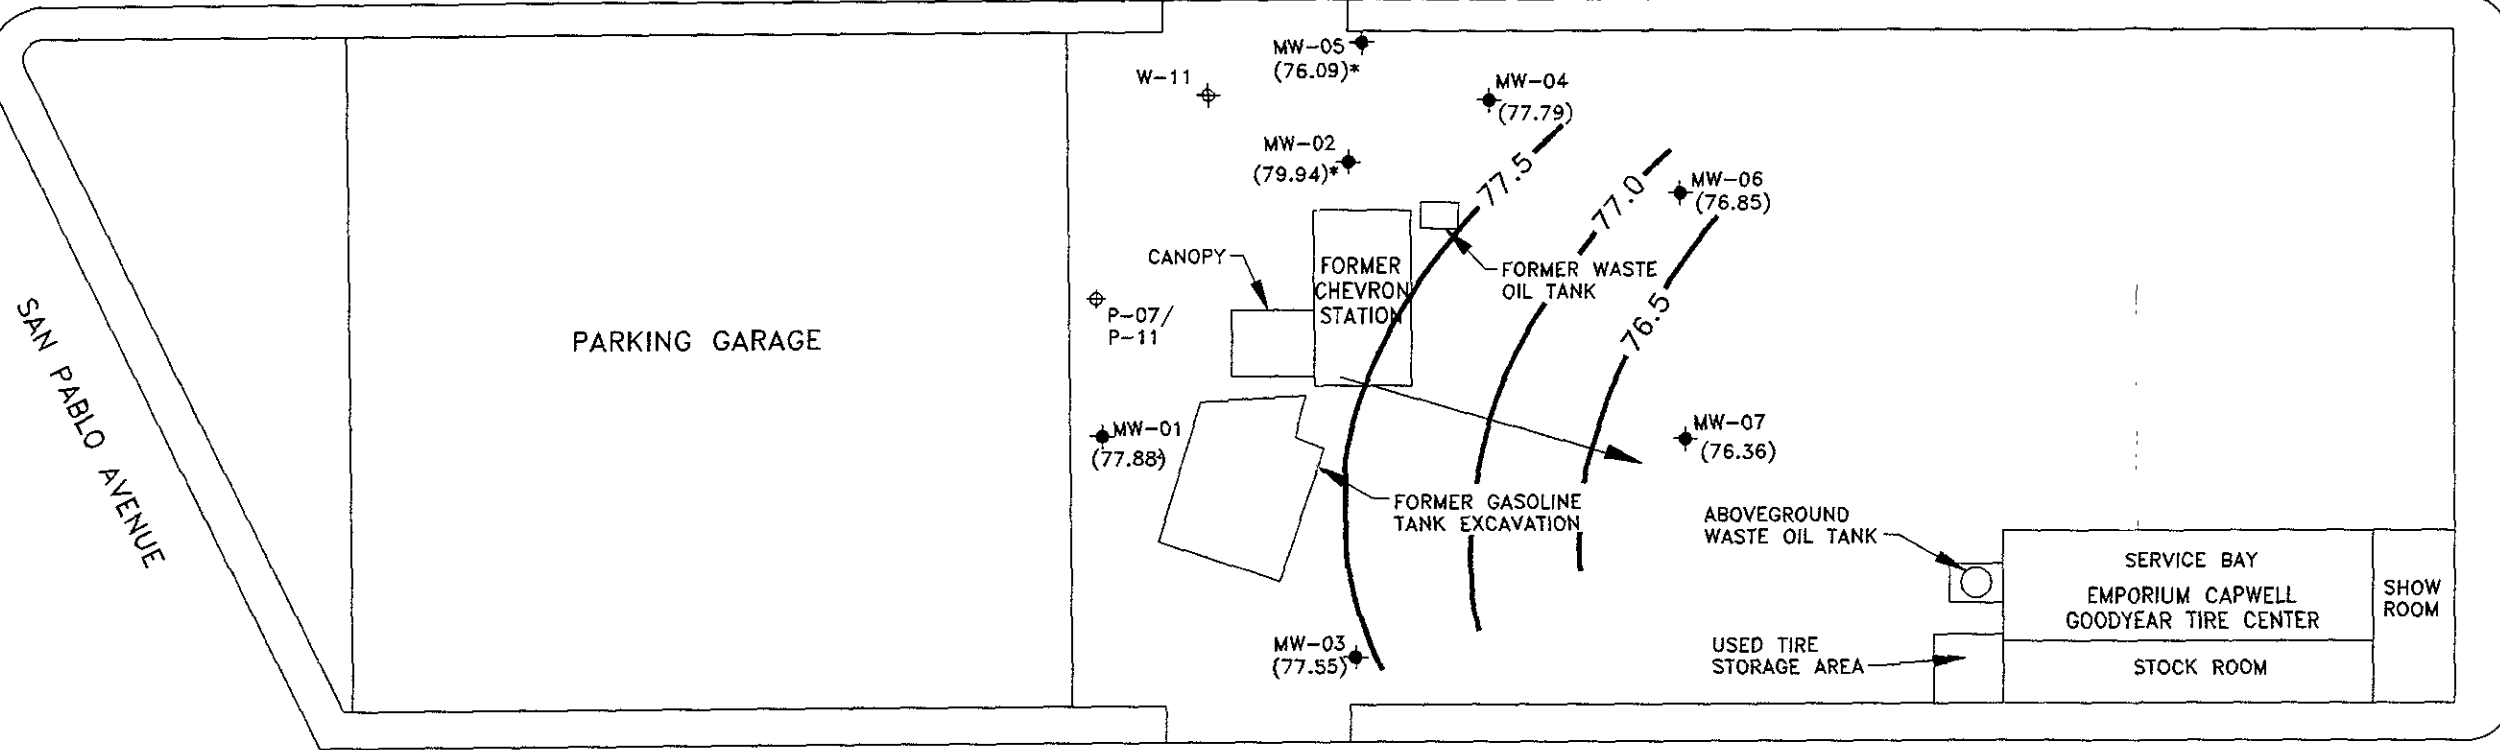 MW-05
(76.09)*
W-11
MW-04
(77.79)
MW-02
(79.94)*
77.5
77.0
MW-06
(76.85)
CANOPY
FORMER
CHEVRON
STATION
FORMER WASTE
OIL TANK
76.5
P-07/
P-11
SAN PABLO AVENUE
PARKING GARAGE
MW-01
(77.88)
MW-07
(76.36)
FORMER GASOLINE
TANK EXCAVATION
ABOVEGROUND
WASTE OIL TANK
SERVICE BAY
EMPORIUM CAPWELL
GOODYEAR TIRE CENTER
SHOW
ROOM
MW-03
(77.55)
USED TIRE
STORAGE AREA
STOCK ROOM